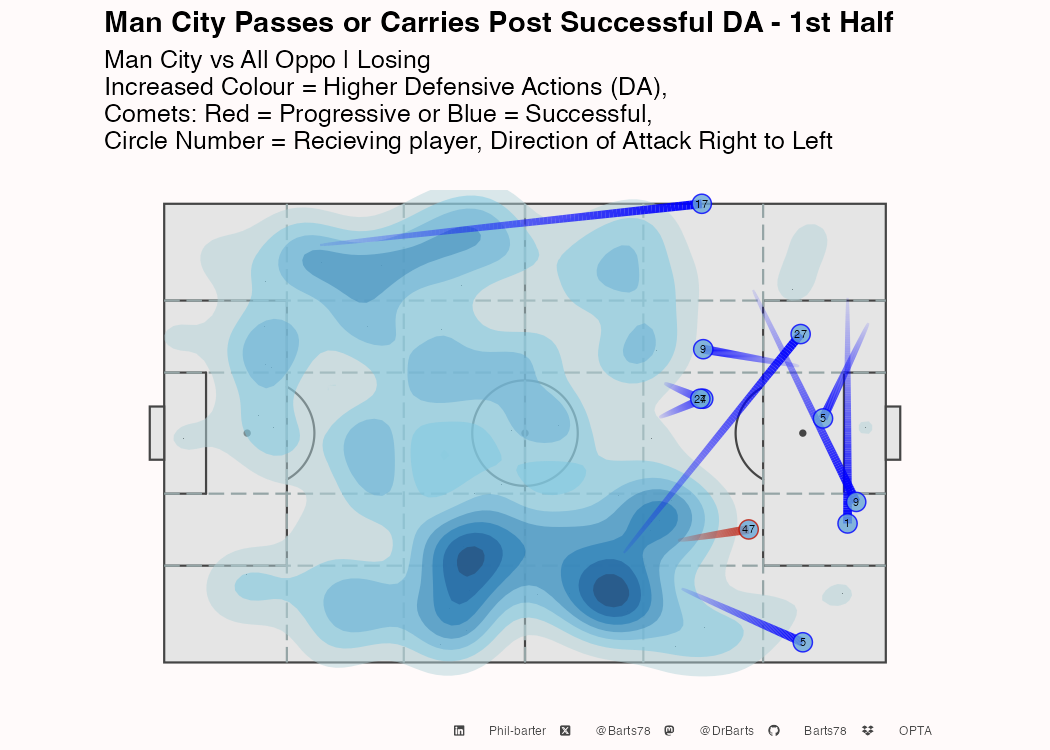 Man City Passes or Carries Post Successful DA - 1st Half
Man City vs All Oppo | Losing
Increased Colour = Higher Defensive Actions (DA),
Comets: Red = Progressive or Blue = Successful,
Circle Number = Recieving player, Direction of Attack Right to Left
17
27
9
5
9
1
47
5
Phil-barter @Barts78 @DrBarts Barts78 OPTA